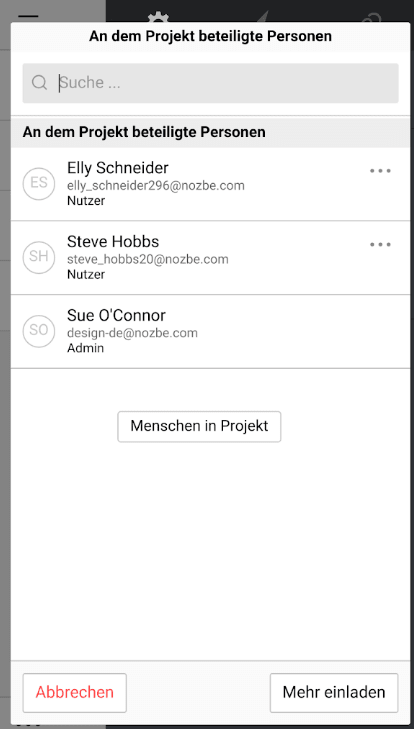 An dem Projekt beteiligte Personen
Suche ...
An dem Projekt beteiligte Personen
ES
Elly Schneider
elly_schneider296@nozbe.com
Nutzer
SH
Steve Hobbs
steve_hobbs20@nozbe.com
Nutzer
SO
Sue O'Connor
design-de@nozbe.com
Admin
Menschen in Projekt
Abbrechen
Mehr einladen